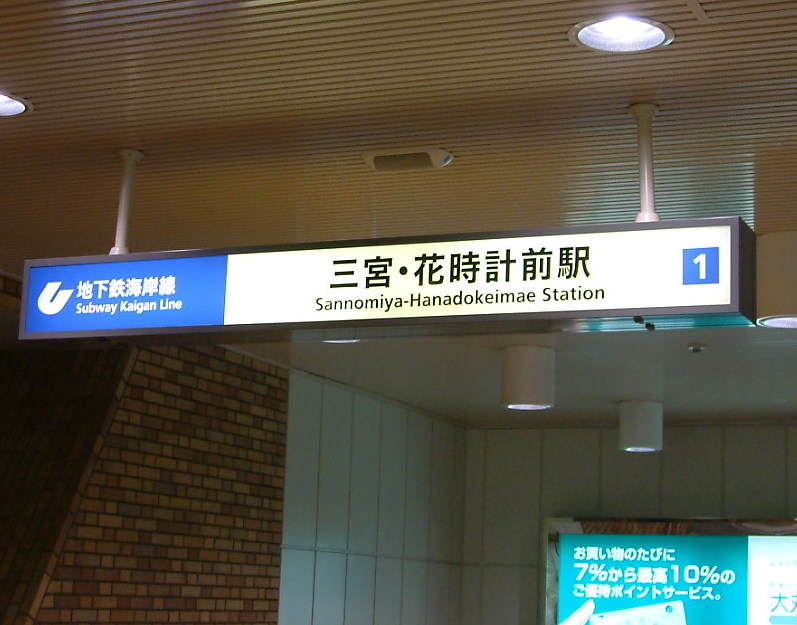 地下鉄海岸線
Subway Kaigan Line
三宮・花時計前駅
Sannomiya-Hanadokeimae Station
1
お買い物のたびに
7%から最高10%の
ご優待ポイントサービス。